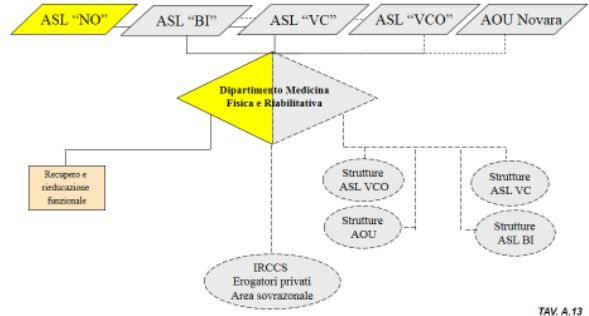 ASL “NO”
ASL “BI”
ASL “VC”
ASL “VCO”
AOU Novara
Dipartimento Medicina
Fisica e Riabilitativa
Recupero e
rieducazione
funzionale
Strutture
ASL VCO
Strutture
ASL VC
Strutture
AOU
Strutture
ASL BI
IRCCS
Erogatori privati
Area sovrazonale
TAV. A.13